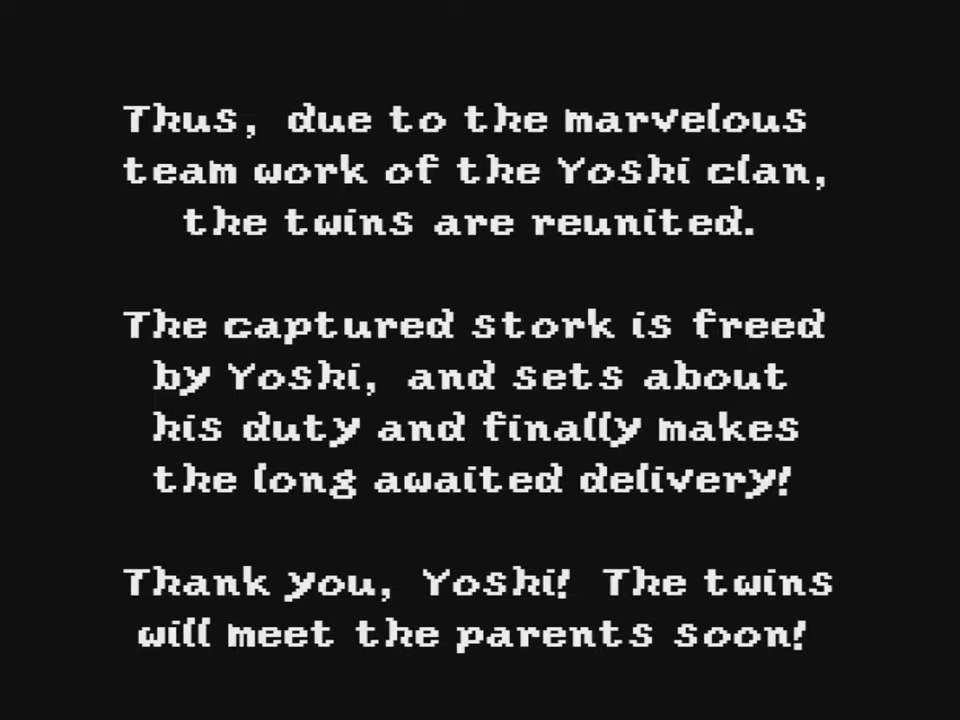 Thus, due to the marvelous
team work of the Yoshi clan,
the twins are reunited.
The captured stork is freed
by Yoshi, and sets about
his duty and finally makes
the long awaited delivery!
Thank you, Yoshi! The twins
will meet the parents soon!